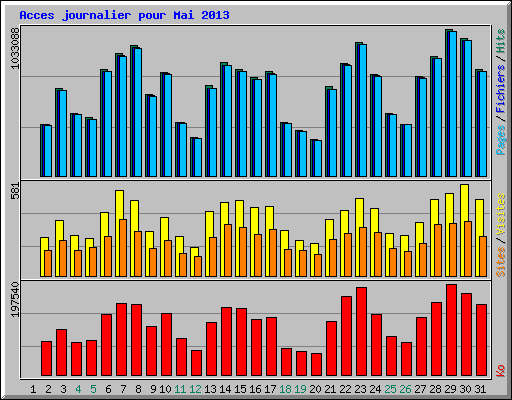 Acces journalier pour Mai 2013
1033088
Pages/Fichiers/Hits
581
Sites/Visites
197540
Ko
1 2 3 4 5 6 7 8 9 10 11 12 13 14 15 16 17 18 19 20 21 22 23 24 25 26 27 28 29 30 31